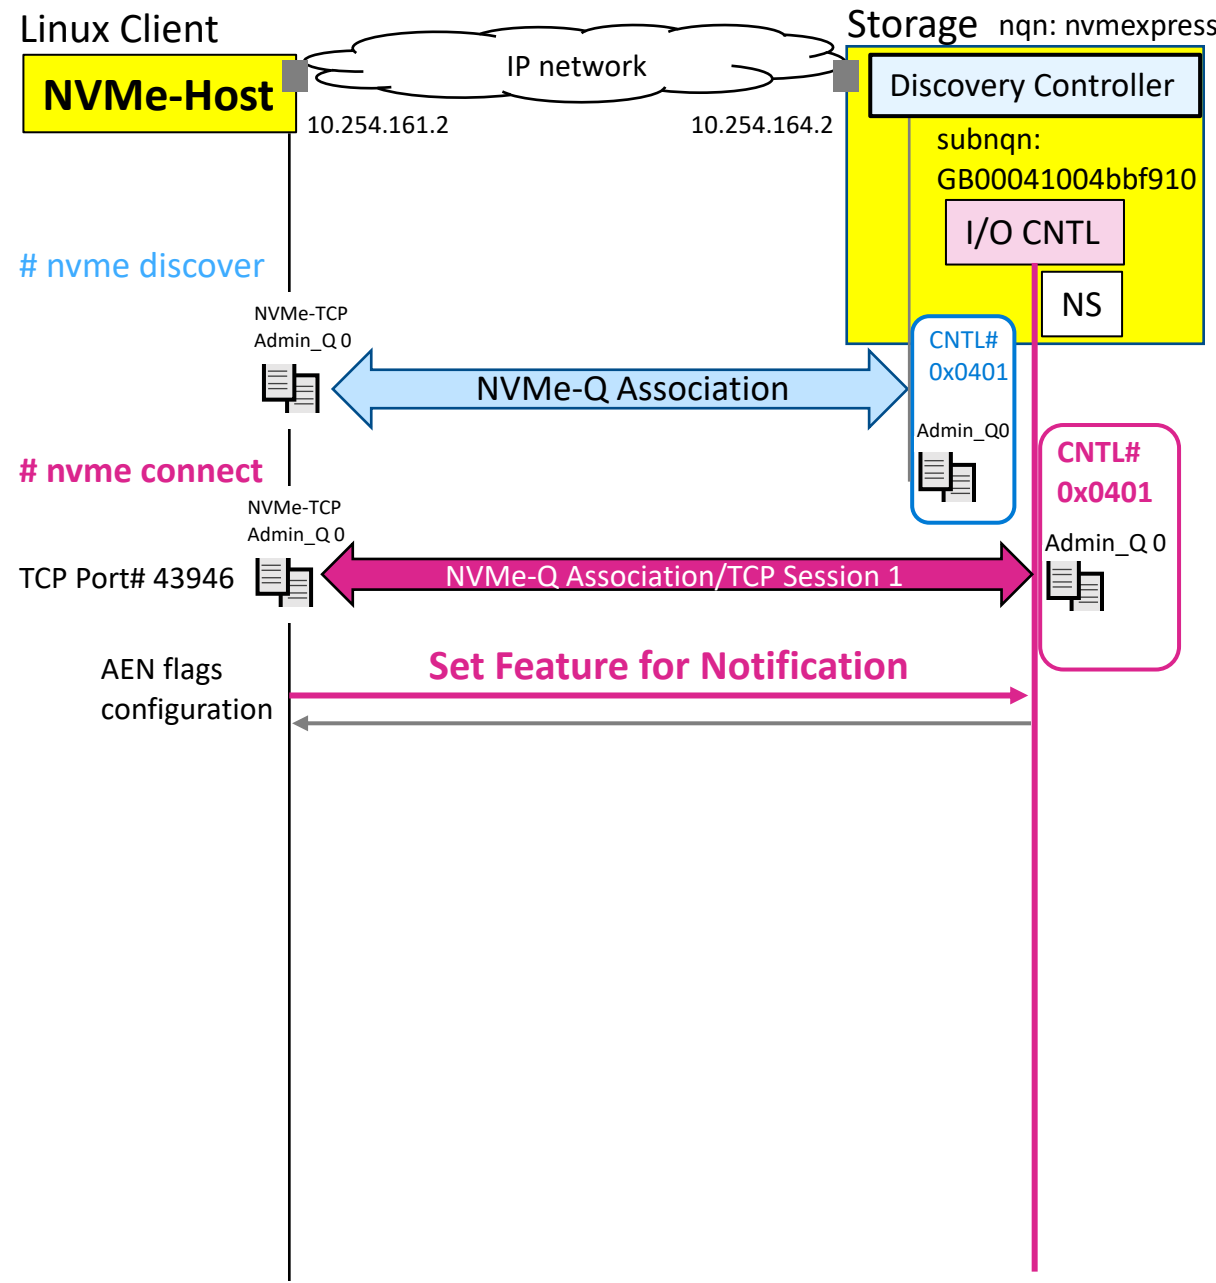 Linux Client
Storage nqn: nvmexpress
NVMe-Host
IP network
Discovery Controller
10.254.161.2
10.254.164.2
subnqn:
GB00041004bbf910
I/O CNTL
# nvme discover
NS
NVMe-TCP
Admin_Q 0
CNTL#
0x0401
NVMe-Q Association
Admin_Q0
# nvme connect
CNTL#
0x0401
NVMe-TCP
Admin_Q 0
Admin_Q 0
TCP Port# 43946
NVMe-Q Association/TCP Session 1
AEN flags
configuration
Set Feature for Notification